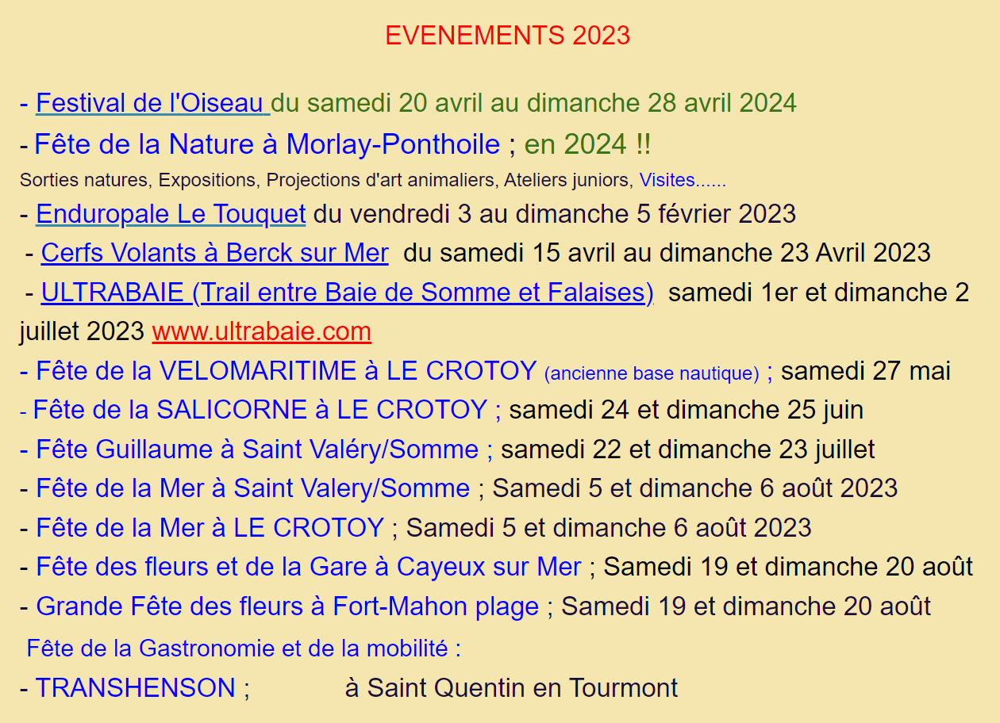 EVENEMENTS 2023
- Festival de l'Oiseau du samedi 20 avril au dimanche 28 avril 2024
- Fête de la Nature à Morlay-Ponthoile ; en 2024 !!
Sorties natures, Expositions, Projections d'art animaliers, Ateliers juniors, Visites......
- Enduropale Le Touquet du vendredi 3 au dimanche 5 février 2023
- Cerfs Volants à Berck sur Mer  du samedi 15 avril au dimanche 23 Avril 2023
- ULTRABAIE (Trail entre Baie de Somme et Falaises)  samedi 1er et dimanche 2
juillet 2023 www.ultrabaie.com
- Fête de la VELOMARITIME à LE CROTOY (ancienne base nautique) ; samedi 27 mai
- Fête de la SALICORNE à LE CROTOY ; samedi 24 et dimanche 25 juin
- Fête Guillaume à Saint Valéry/Somme ; samedi 22 et dimanche 23 juillet
- Fête de la Mer à Saint Valery/Somme ; Samedi 5 et dimanche 6 août 2023
- Fête de la Mer à LE CROTOY ; Samedi 5 et dimanche 6 août 2023
- Fête des fleurs et de la Gare à Cayeux sur Mer ; Samedi 19 et dimanche 20 août
- Grande Fête des fleurs à Fort-Mahon plage ; Samedi 19 et dimanche 20 août
Fête de la Gastronomie et de la mobilité :
- TRANSHENSON ; à Saint Quentin en Tourmont